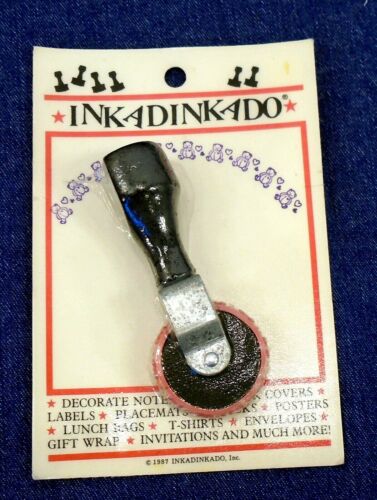 ★ INKADINKADO® ★
★ DECORATE NOTE COVERS ★
LABELS ★ PLACEMATS ★ POSTERS
★ LUNCH BAGS ★ T-SHIRTS ★ ENVELOPES ★
GIFT WRAP ★ INVITATIONS AND MUCH MORE!
© 1987 INKADINKADO, Inc.